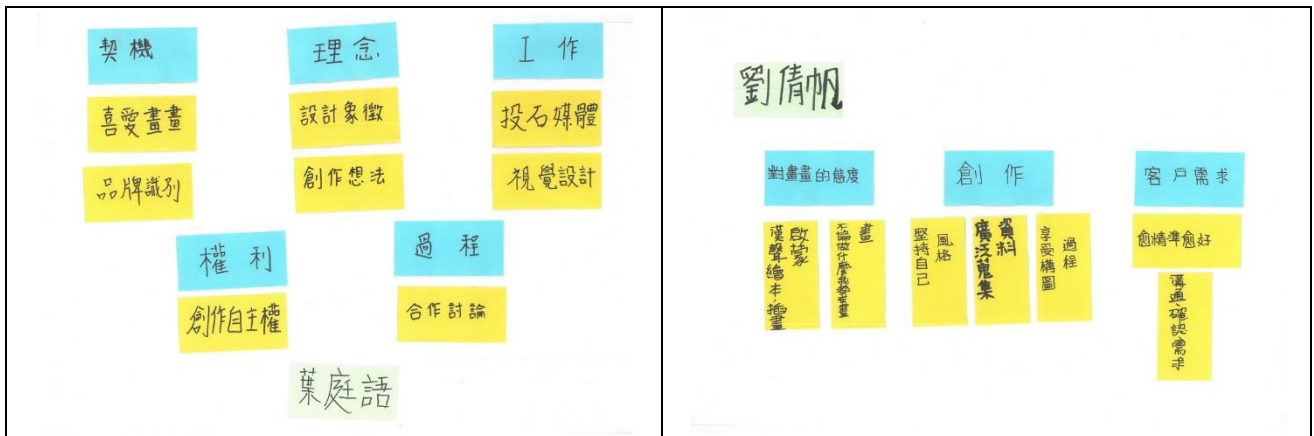 契機
理念
工作
喜愛畫畫
設計象徵
投石媒體
品牌識別
創作想法
視覺設計
權利
過程
創作自主權
合作討論
葉庭語
劉倩帆
對畫畫的態度
創作
客戶需求
啟蒙
漢聲繪本,插畫
畫
不論做什麼我都在畫
風格
堅持自己
資料
廣泛蒐集
過程
享受構圖
愈精準愈好
溝通、確認需求